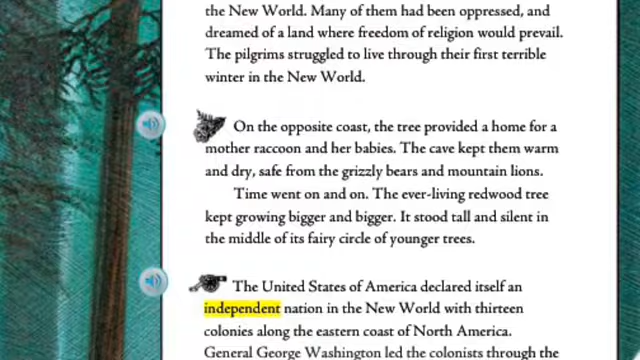 the New World. Many of them had been oppressed, and
dreamed of a land where freedom of religion would prevail.
The pilgrims struggled to live through their first terrible
winter in the New World.
On the opposite coast, the tree provided a home for a
mother raccoon and her babies. The cave kept them warm
and dry, safe from the grizzly bears and mountain lions.
Time went on and on. The ever-living redwood tree
kept growing bigger and bigger. It stood tall and silent in
the middle of its fairy circle of younger trees.
The United States of America declared itself an
independent nation in the New World with thirteen
colonies along the eastern coast of North America.
General George Washington led the colonists through the